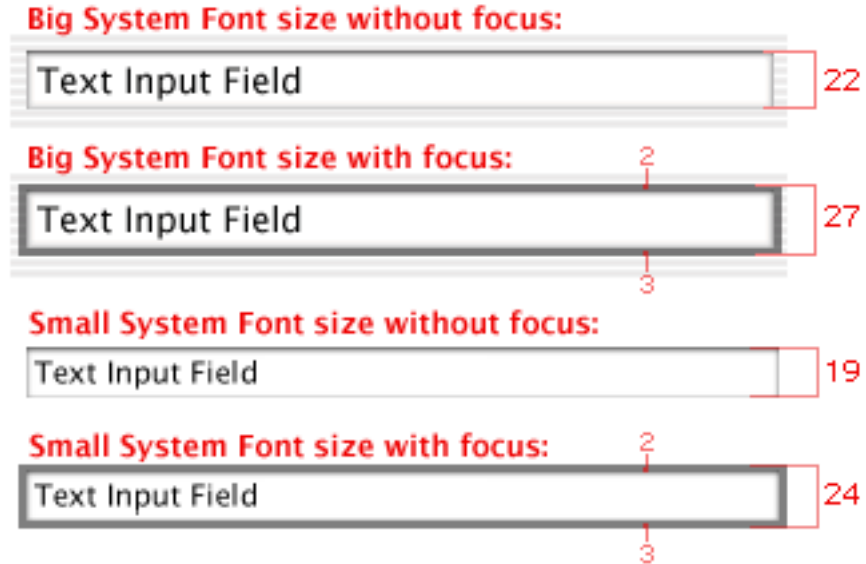 Big System Font size without focus:
Text Input Field
22
Big System Font size with focus:
2
Text Input Field
27
3
Small System Font size without focus:
Text Input Field
19
Small System Font size with focus:
2
Text Input Field
24
3